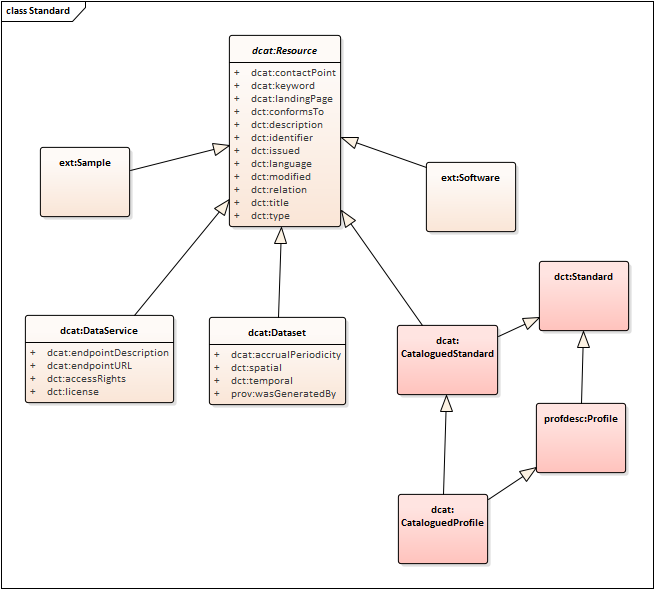 class Standard
dcat:Resource
+ dcat:contactPoint
+ dcat:keyword
+ dcat:landingPage
+ dct:conformsTo
+ dct:description
+ dct:identifier
+ dct:issued
+ dct:language
+ dct:modified
+ dct:relation
+ dct:title
+ dct:type
ext:Sample
ext:Software
dcat:DataService
+ dcat:endpointDescription
+ dcat:endpointURL
+ dct:accessRights
+ dct:license
dcat:Dataset
+ dcat:accrualPeriodicity
+ dct:spatial
+ dct:temporal
+ prov:wasGeneratedBy
dcat:
CataloguedStandard
dct:Standard
profdesc:Profile
dcat:
CataloguedProfile